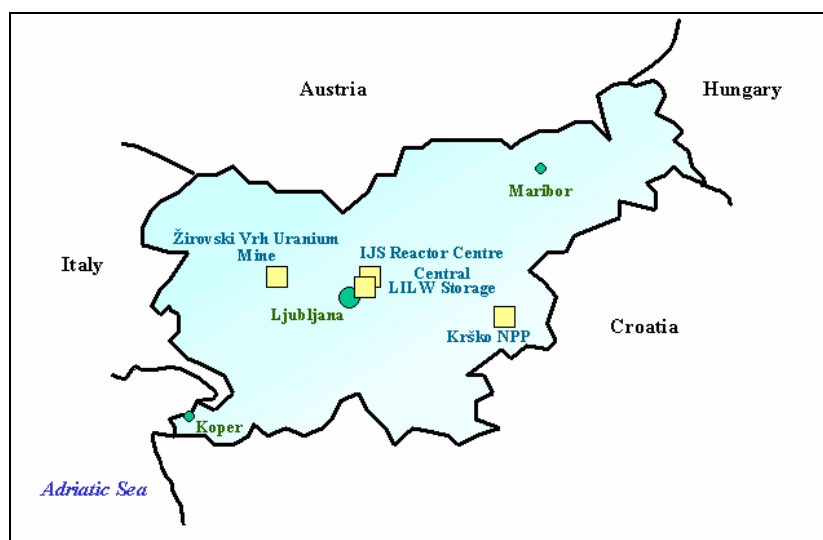 Austria
Hungary
Maribor
Žirovski Vrh Uranium
Mine
IJS Reactor Centre
Central
LILW Storage
Italy
Ljubljana
Krško NPP
Croatia
Koper
Adriatic Sea